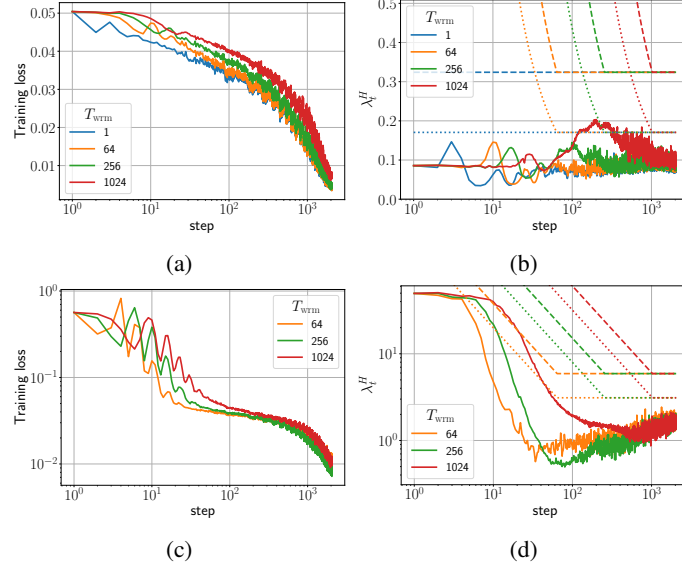 0.05
0.04
0.03
0.02
0.01
Training loss
T_wrm
1
64
256
1024
10^0
10^1
10^2
10^3
step
(a)
0.5
0.4
0.3
0.2
0.1
0.0
λ_t^H
T_wrm
1
64
256
1024
10^0
10^1
10^2
10^3
step
(b)
10^0
10^−1
10^−2
Training loss
T_wrm
64
256
1024
10^0
10^1
10^2
10^3
step
(c)
10^1
10^0
λ_t^H
T_wrm
64
256
1024
10^0
10^1
10^2
10^3
step
(d)